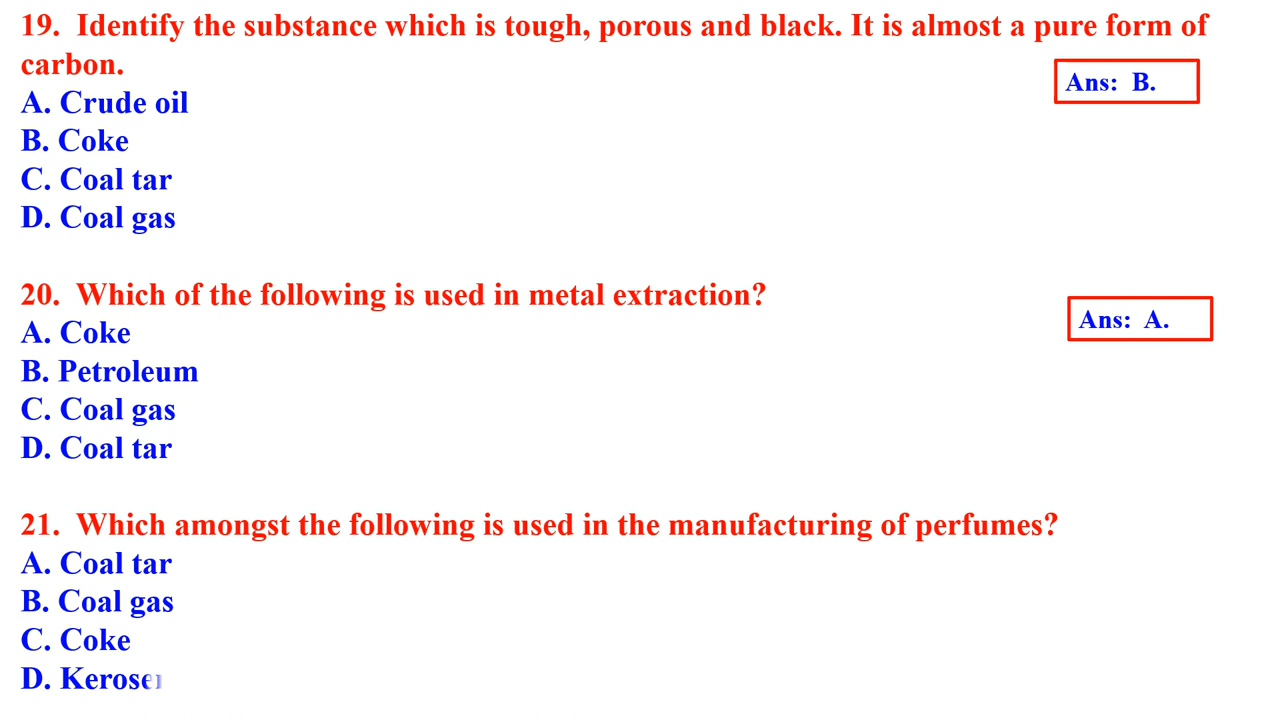 19. Identify the substance which is tough, porous and black. It is almost a pure form of
carbon.
Ans: B.
A. Crude oil
B. Coke
C. Coal tar
D. Coal gas
20. Which of the following is used in metal extraction?
Ans: A.
A. Coke
B. Petroleum
C. Coal gas
D. Coal tar
21. Which amongst the following is used in the manufacturing of perfumes?
A. Coal tar
B. Coal gas
C. Coke
D.